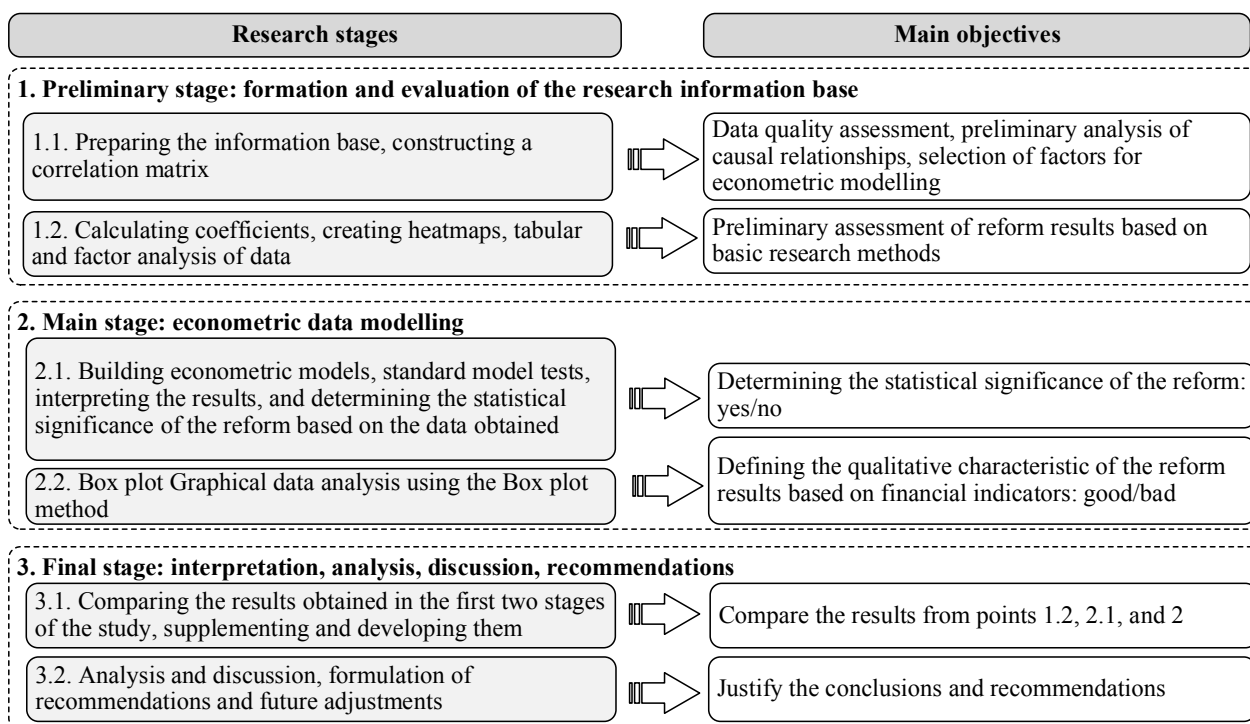 Research stages
Main objectives
1. Preliminary stage: formation and evaluation of the research information base
1.1. Preparing the information base, constructing a
correlation matrix
Data quality assessment, preliminary analysis of
causal relationships, selection of factors for
econometric modelling
1.2. Calculating coefficients, creating heatmaps, tabular
and factor analysis of data
Preliminary assessment of reform results based on
basic research methods
2. Main stage: econometric data modelling
2.1. Building econometric models, standard model tests,
interpreting the results, and determining the statistical
significance of the reform based on the data obtained
Determining the statistical significance of the reform:
yes/no
2.2. Box plot Graphical data analysis using the Box plot
method
Defining the qualitative characteristic of the reform
results based on financial indicators: good/bad
3. Final stage: interpretation, analysis, discussion, recommendations
3.1. Comparing the results obtained in the first two stages
of the study, supplementing and developing them
Compare the results from points 1.2, 2.1, and 2
3.2. Analysis and discussion, formulation of
recommendations and future adjustments
Justify the conclusions and recommendations